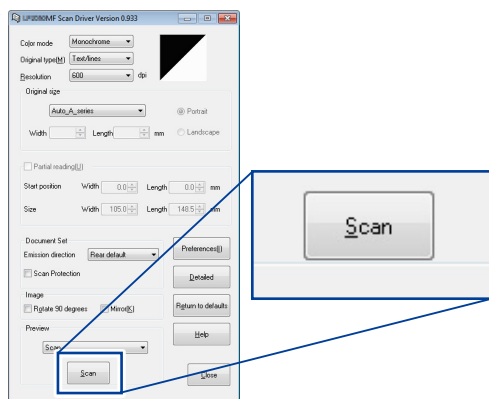 MF Scan Driver Version 0.933
Color mode Monochrome
Original type(M) Text/lines
Resolution 600 dpi
Original size
Auto_A_series Portrait
Width Length mm Landscape
Partial reading(U)
Start position Width 0.0 Length 0.0 mm
Size Width 105.0 Length 148.5 mm
Document Set
Emission direction Rear default
Scan Protection
Preferences(I)
Detailed
Image
Rotate 90 degrees Mirror(K)
Return to defaults
Preview
Scan
Help
Scan
Close
Scan